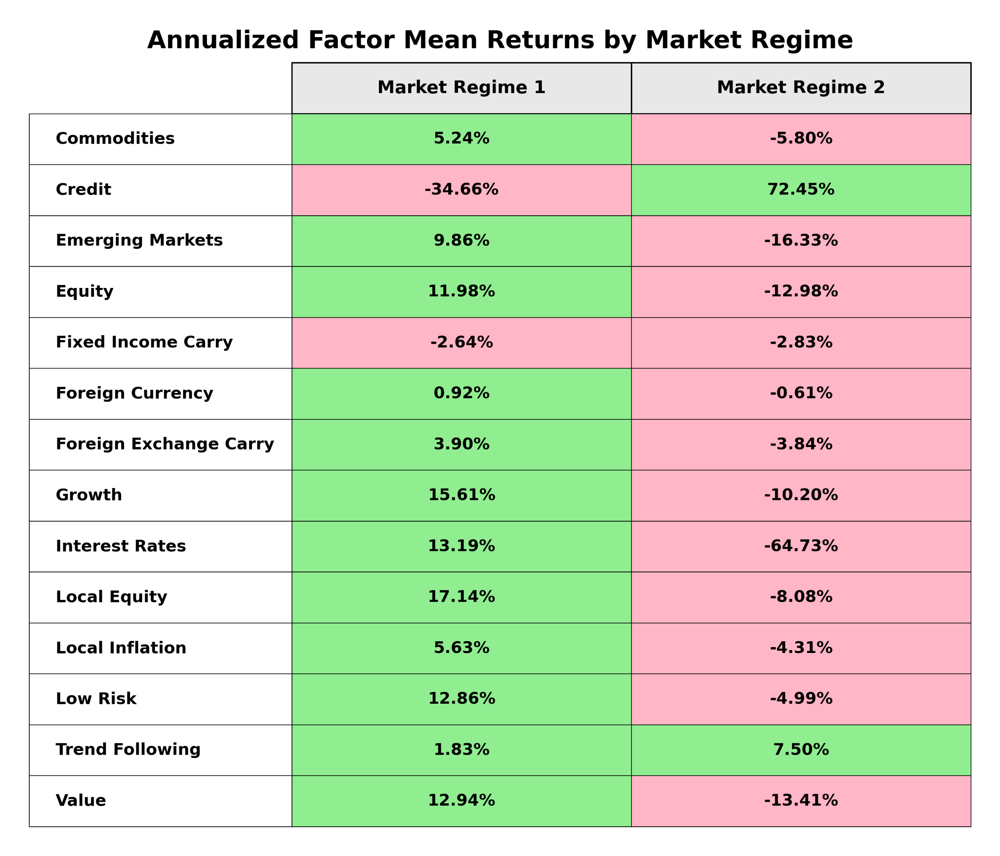 Annualized Factor Mean Returns by Market Regime
Market Regime 1 Market Regime 2
Commodities 5.24% -5.80%
Credit -34.66% 72.45%
Emerging Markets 9.86% -16.33%
Equity 11.98% -12.98%
Fixed Income Carry -2.64% -2.83%
Foreign Currency 0.92% -0.61%
Foreign Exchange Carry 3.90% -3.84%
Growth 15.61% -10.20%
Interest Rates 13.19% -64.73%
Local Equity 17.14% -8.08%
Local Inflation 5.63% -4.31%
Low Risk 12.86% -4.99%
Trend Following 1.83% 7.50%
Value 12.94% -13.41%